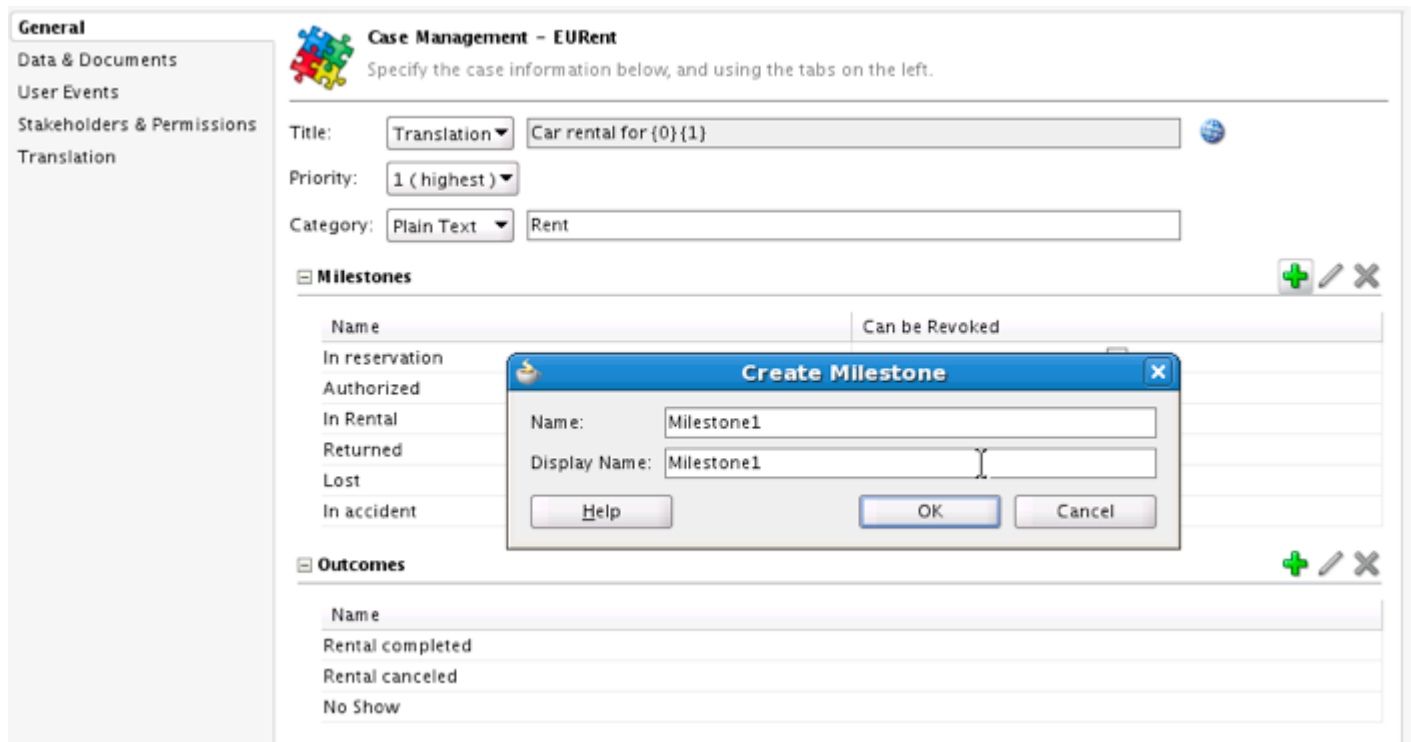 General
Data & Documents
User Events
Stakeholders & Permissions
Translation
Case Management - EURent
Specify the case information below, and using the tabs on the left.
Title: Translation Car rental for {0}{1}
Priority: 1 ( highest )
Category: Plain Text Rent
Milestones
Name Can be Revoked
In reservation
Authorized
In Rental
Returned
Lost
In accident
Create Milestone
Name: Milestone1
Display Name: Milestone1
Help OK Cancel
Outcomes
Name
Rental completed
Rental canceled
No Show